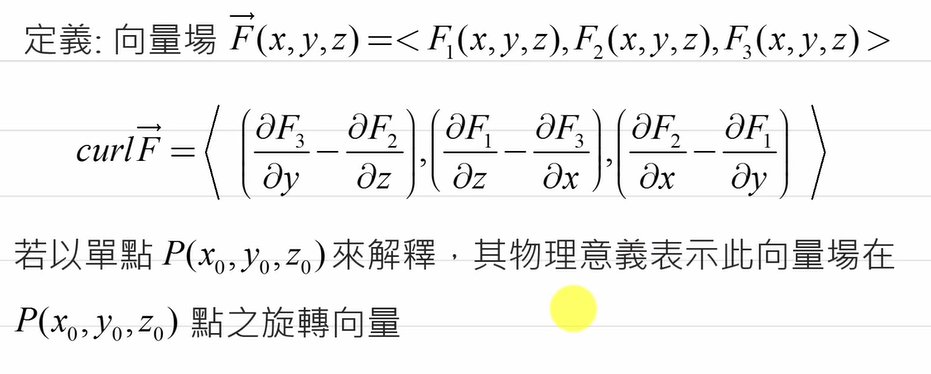 定義: 向量場 $\overrightarrow{F}(x,y,z)=<F_1(x,y,z),F_2(x,y,z),F_3(x,y,z)>$
$curl\overrightarrow{F}=\left\langle \left(\frac{\partial F_3}{\partial y}-\frac{\partial F_2}{\partial z}\right),\left(\frac{\partial F_1}{\partial z}-\frac{\partial F_3}{\partial x}\right),\left(\frac{\partial F_2}{\partial x}-\frac{\partial F_1}{\partial y}\right) \right\rangle$
若以單點 $P(x_0,y_0,z_0)$ 來解釋，其物理意義表示此向量場在
$P(x_0,y_0,z_0)$ 點之旋轉向量